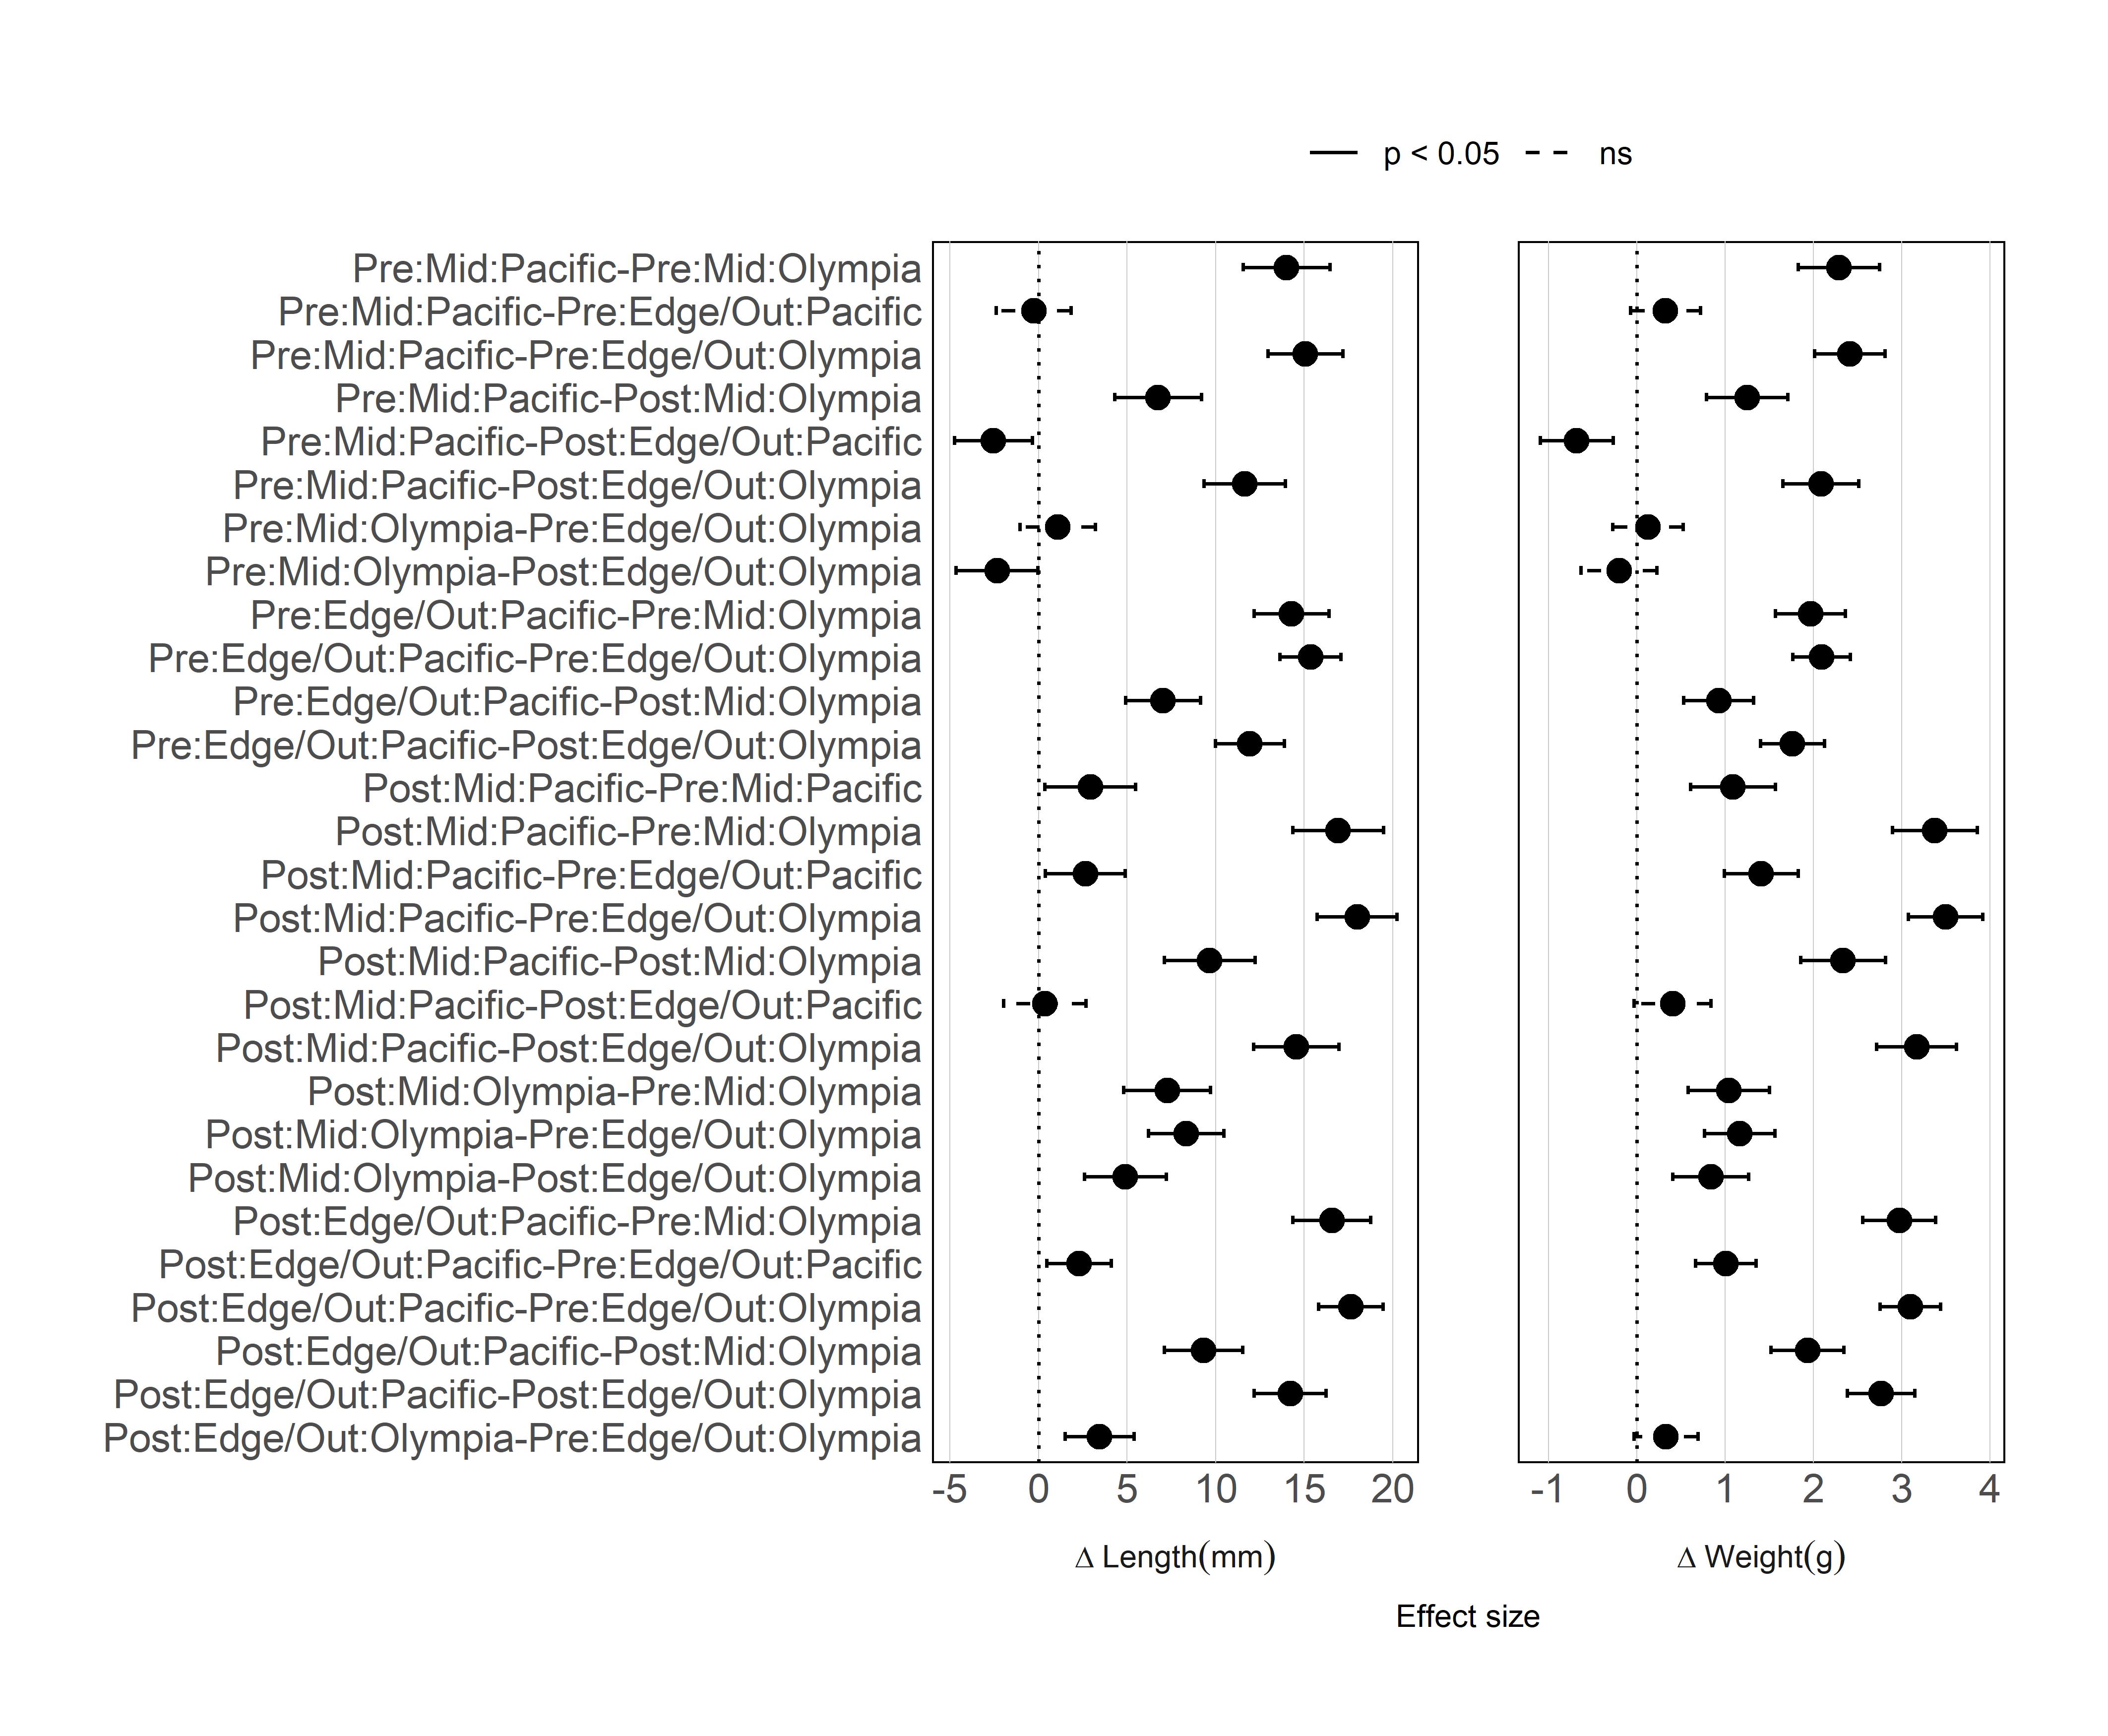 p < 0.05 ns
Pre:Mid:Pacific-Pre:Mid:Olympia
Pre:Mid:Pacific-Pre:Edge/Out:Pacific
Pre:Mid:Pacific-Pre:Edge/Out:Olympia
Pre:Mid:Pacific-Post:Mid:Olympia
Pre:Mid:Pacific-Post:Edge/Out:Pacific
Pre:Mid:Pacific-Post:Edge/Out:Olympia
Pre:Mid:Olympia-Pre:Edge/Out:Olympia
Pre:Mid:Olympia-Post:Edge/Out:Olympia
Pre:Edge/Out:Pacific-Pre:Mid:Olympia
Pre:Edge/Out:Pacific-Pre:Edge/Out:Olympia
Pre:Edge/Out:Pacific-Post:Mid:Olympia
Pre:Edge/Out:Pacific-Post:Edge/Out:Olympia
Post:Mid:Pacific-Pre:Mid:Pacific
Post:Mid:Pacific-Pre:Mid:Olympia
Post:Mid:Pacific-Pre:Edge/Out:Pacific
Post:Mid:Pacific-Pre:Edge/Out:Olympia
Post:Mid:Pacific-Post:Mid:Olympia
Post:Mid:Pacific-Post:Edge/Out:Pacific
Post:Mid:Pacific-Post:Edge/Out:Olympia
Post:Mid:Olympia-Pre:Mid:Olympia
Post:Mid:Olympia-Pre:Edge/Out:Olympia
Post:Mid:Olympia-Post:Edge/Out:Olympia
Post:Edge/Out:Pacific-Pre:Mid:Olympia
Post:Edge/Out:Pacific-Pre:Edge/Out:Pacific
Post:Edge/Out:Pacific-Pre:Edge/Out:Olympia
Post:Edge/Out:Pacific-Post:Mid:Olympia
Post:Edge/Out:Pacific-Post:Edge/Out:Olympia
Post:Edge/Out:Olympia-Pre:Edge/Out:Olympia
-5 0 5 10 15 20
-1 0 1 2 3 4
Δ Length(mm)
Δ Weight(g)
Effect size